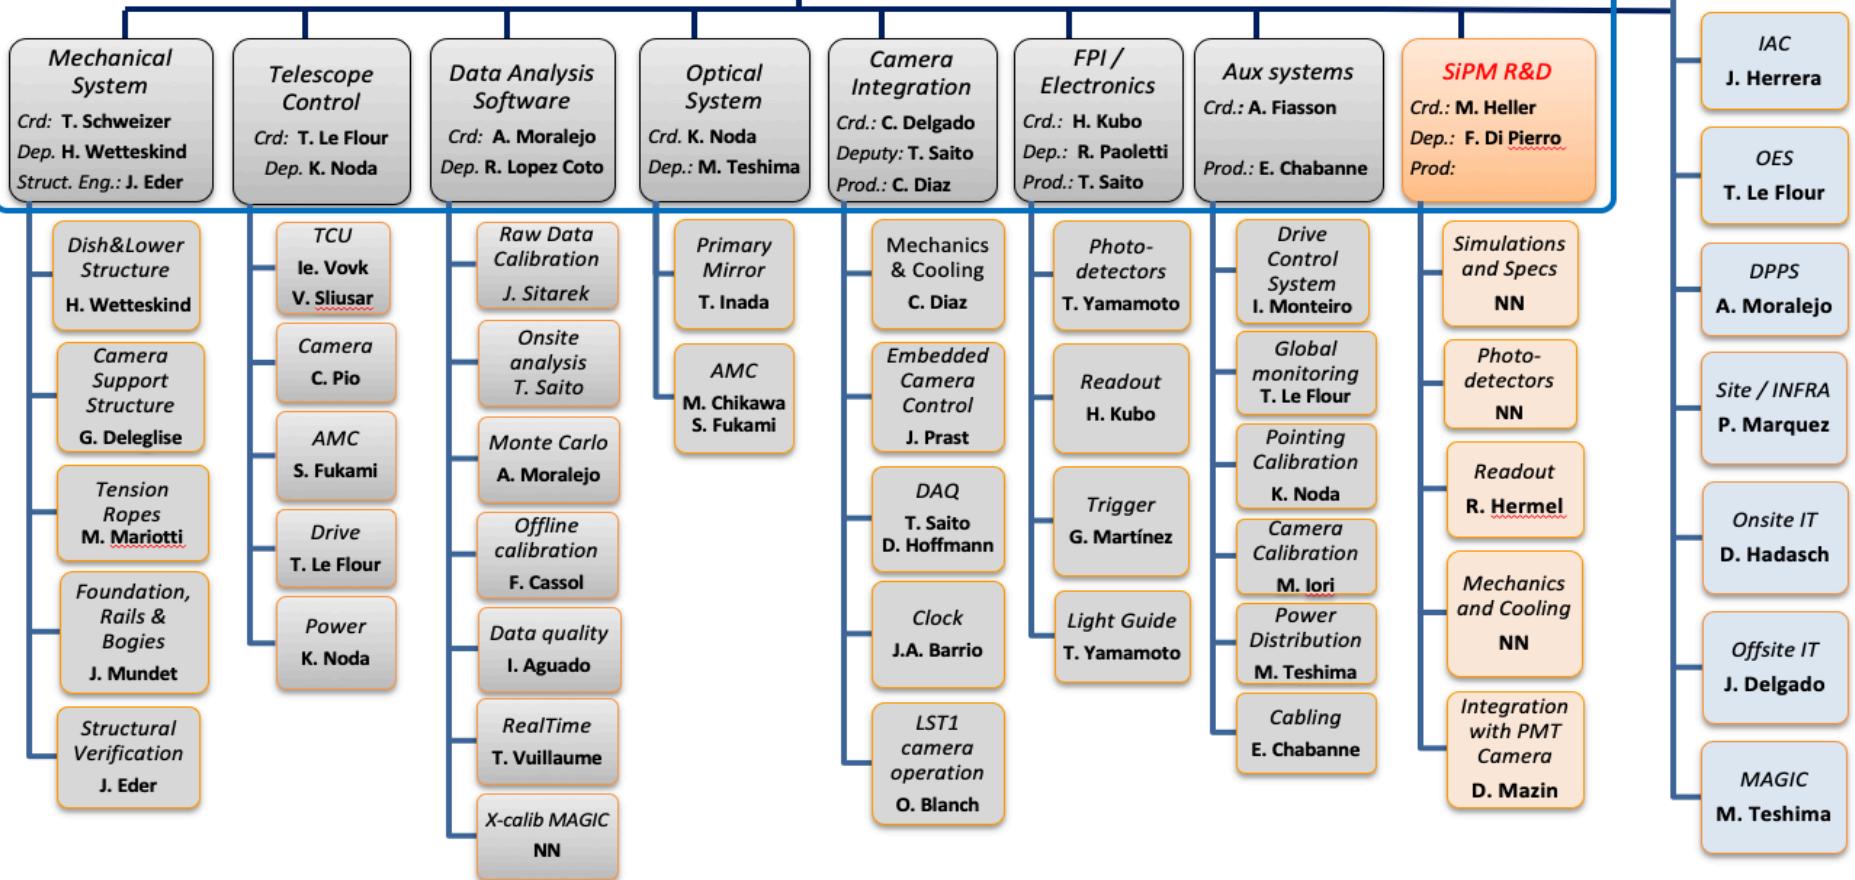 Mechanical
System
Crd: T. Schweizer
Dep. H. Wetteskind
Struct. Eng.: J. Eder
Dish&Lower
Structure
H. Wetteskind
Camera
Support
Structure
G. Deleglise
Tension
Ropes
M. Mariotti
Foundation,
Rails &
Bogies
J. Mundet
Structural
Verification
J. Eder
Telescope
Control
Crd: T. Le Flour
Dep. K. Noda
TCU
Ie. Vovk
V. Sliusar
Camera
C. Pio
AMC
S. Fukami
Drive
T. Le Flour
Power
K. Noda
Data Analysis
Software
Crd: A. Moralejo
Dep. R. Lopez Coto
Raw Data
Calibration
J. Sitarek
Onsite
analysis
T. Saito
Monte Carlo
A. Moralejo
Offline
calibration
F. Cassol
Data quality
I. Aguado
RealTime
T. Vuillaume
X-calib MAGIC
NN
Optical
System
Crd. K. Noda
Dep.: M. Teshima
Primary
Mirror
T. Inada
AMC
M. Chikawa
S. Fukami
Camera
Integration
Crd.: C. Delgado
Deputy: T. Saito
Prod.: C. Diaz
Mechanics
& Cooling
C. Diaz
Embedded
Camera
Control
J. Prast
DAQ
T. Saito
D. Hoffmann
Clock
J.A. Barrio
LST1
camera
operation
O. Blanch
FPI /
Electronics
Crd.: H. Kubo
Dep.: R. Paoletti
Prod.: T. Saito
Photo-
detectors
T. Yamamoto
Readout
H. Kubo
Trigger
G. Martínez
Light Guide
T. Yamamoto
Aux systems
Crd.: A. Fiasson
Prod.: E. Chabanne
Drive
Control
System
I. Monteiro
Global
monitoring
T. Le Flour
Pointing
Calibration
K. Noda
Camera
Calibration
M. Iori
Power
Distribution
M. Teshima
Cabling
E. Chabanne
SiPM R&D
Crd.: M. Heller
Dep.: F. Di Pierro
Prod:
Simulations
and Specs
NN
Photo-
detectors
NN
Readout
R. Hermel
Mechanics
and Cooling
NN
Integration
with PMT
Camera
D. Mazin
IAC
J. Herrera
OES
T. Le Flour
DPPS
A. Moralejo
Site / INFRA
P. Marquez
Onsite IT
D. Hadasch
Offsite IT
J. Delgado
MAGIC
M. Teshima